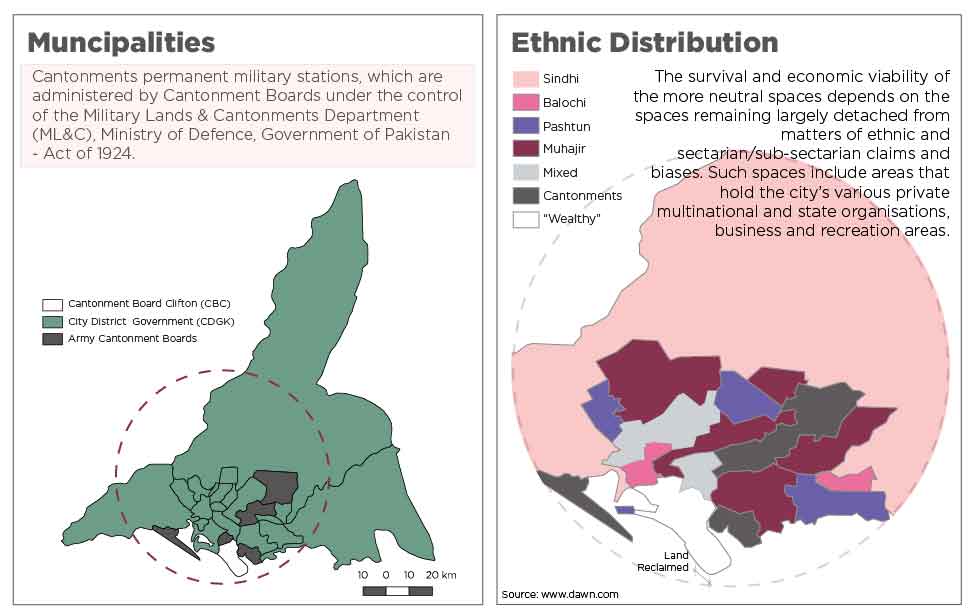 Muncipalities
Cantonments permanent military stations, which are
administered by Cantonment Boards under the control
of the Military Lands & Cantonments Department
(ML&C), Ministry of Defence, Government of Pakistan
- Act of 1924.
Cantonment Board Clifton (CBC)
City District Government (CDGK)
Army Cantonment Boards
10 0 10 20 km
Ethnic Distribution
Sindhi
Balochi
Pashtun
Muhajir
Mixed
Cantonments
"Wealthy"
The survival and economic viability of
the more neutral spaces depends on the
spaces remaining largely detached from
matters of ethnic and
sectarian/sub-sectarian claims and
biases. Such spaces include areas that
hold the city's various private
multinational and state organisations,
business and recreation areas.
Land
Reclaimed
Source: www.dawn.com